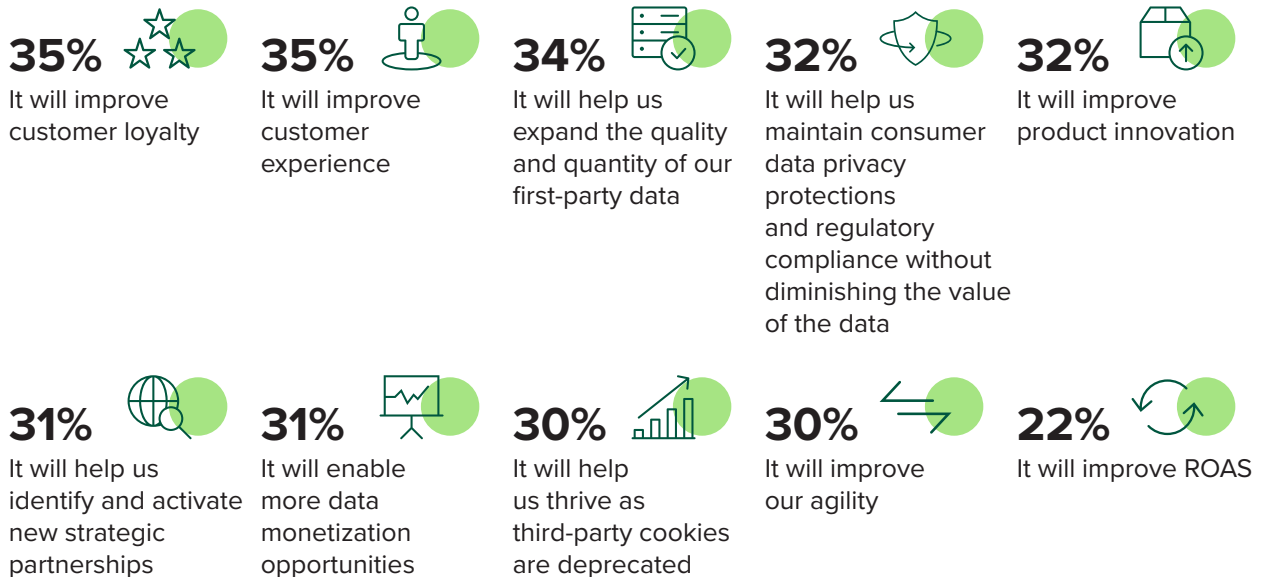 35%
It will improve
customer loyalty
35%
It will improve
customer
experience
34%
It will help us
expand the quality
and quantity of our
first-party data
32%
It will help us
maintain consumer
data privacy
protections
and regulatory
compliance without
diminishing the value
of the data
32%
It will improve
product innovation
31%
It will help us
identify and activate
new strategic
partnerships
31%
It will enable
more data
monetization
opportunities
30%
It will help
us thrive as
third-party cookies
are deprecated
30%
It will improve
our agility
22%
It will improve ROAS